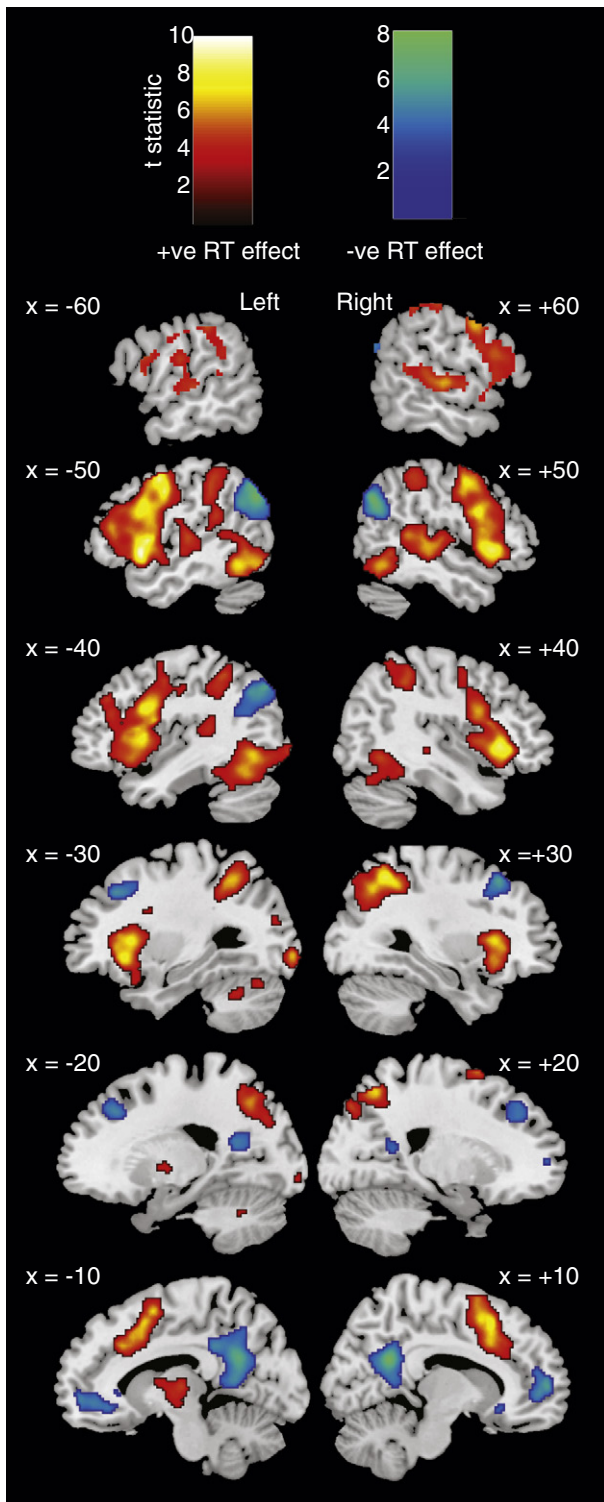 10
8
6
4
2
t statistic
+ve RT effect
8
6
4
2
-ve RT effect
Left Right
x = -60 x = +60
x = -50 x = +50
x = -40 x = +40
x = -30 x =+30
x = -20 x = +20
x = -10 x = +10